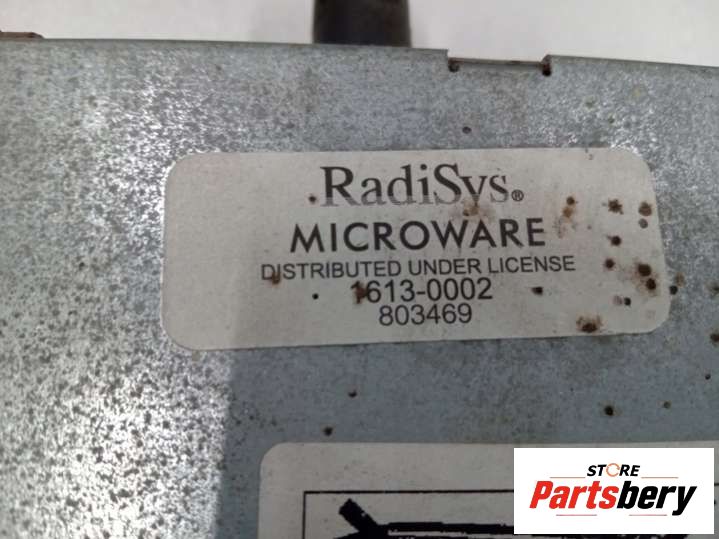 RadiSys®
MICROWARE
DISTRIBUTED UNDER LICENSE
1613-0002
803469
STORE
Partsbery